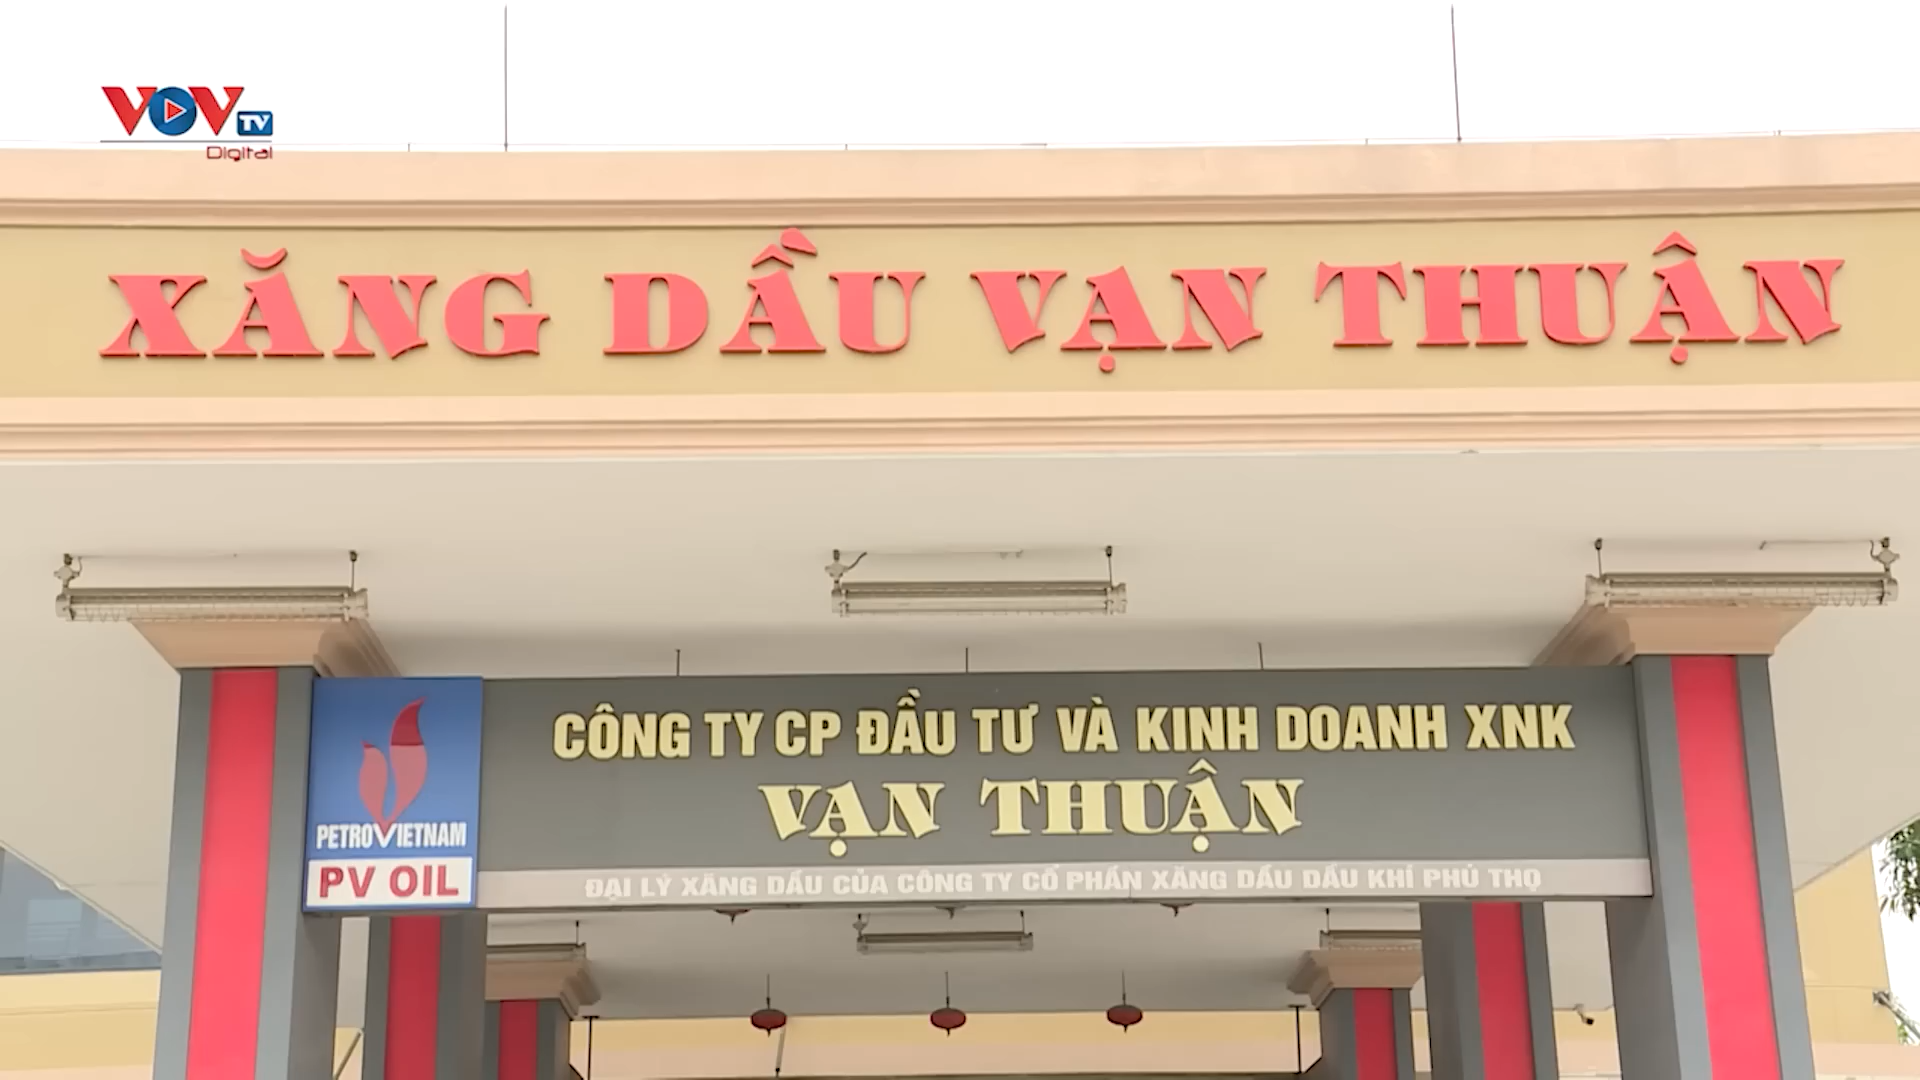 VOV TV
Digital
XĂNG DẦU VẠN THUẬN
CÔNG TY CP ĐẦU TƯ VÀ KINH DOANH XNK
VẠN THUẬN
PETROVIETNAM
PV OIL
ĐẠI LÝ XĂNG DẦU CỦA CÔNG TY CỔ PHẦN XĂNG DẦU DẦU KHÍ PHÚ THỌ